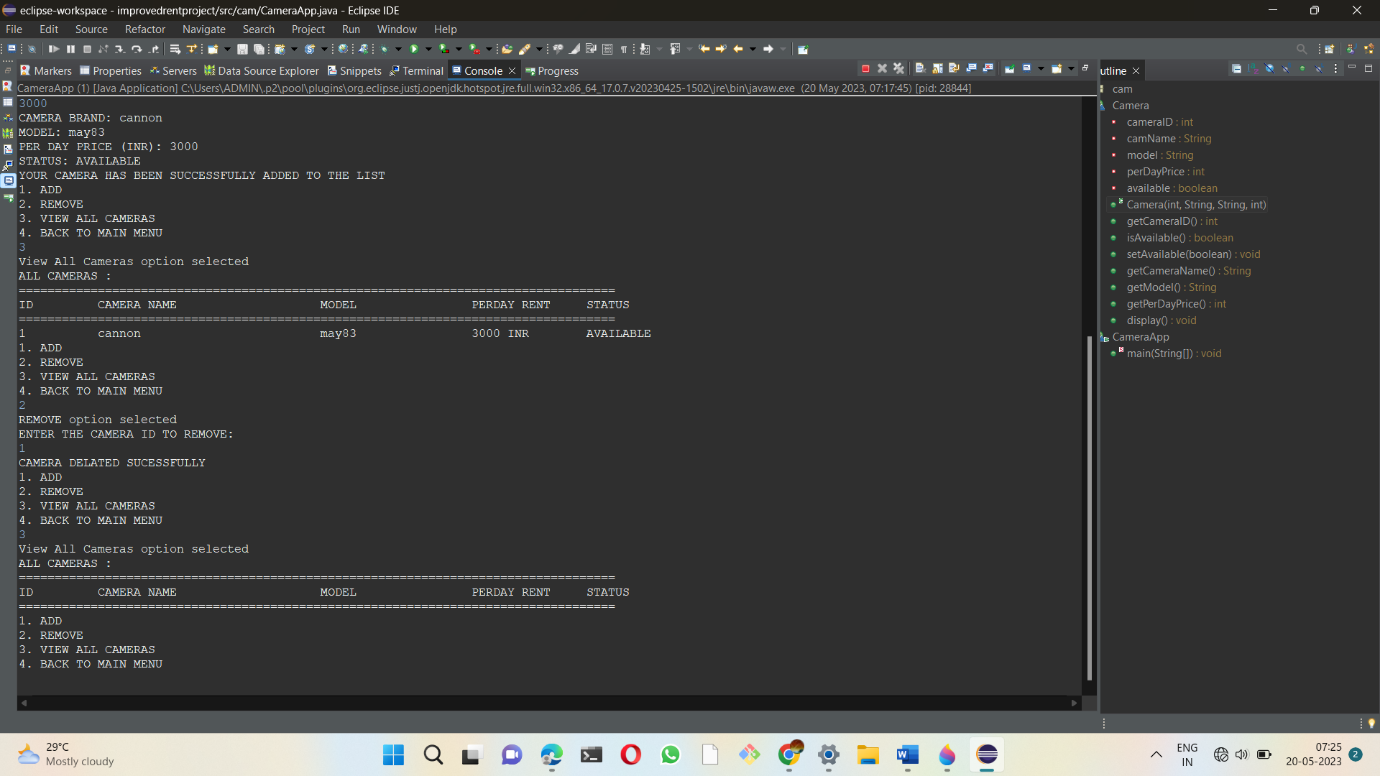 eclipse-workspace - improvedrentproject/src/cam/CameraApp.java - Eclipse IDE
File Edit Source Refactor Navigate Search Project Run Window Help
Markers Properties Servers Data Source Explorer Snippets Terminal Console Progress
CameraApp (1) [Java Application] C:\Users\ADMIN\.p2\pool\plugins\org.eclipse.justj.openjdk.hotspot.jre.full.win32.x86_64_17.0.7.v20230425-1502\jre\bin\javaw.exe (20 May 2023, 07:17:45) [pid: 28844]
3000
CAMERA BRAND: cannon
MODEL: may83
PER DAY PRICE (INR): 3000
STATUS: AVAILABLE
YOUR CAMERA HAS BEEN SUCCESSFULLY ADDED TO THE LIST
1. ADD
2. REMOVE
3. VIEW ALL CAMERAS
4. BACK TO MAIN MENU
3
View All Cameras option selected
ALL CAMERAS :
===================================================================================
ID CAMERA NAME MODEL PERDAY RENT STATUS
===================================================================================
1 cannon may83 3000 INR AVAILABLE
1. ADD
2. REMOVE
3. VIEW ALL CAMERAS
4. BACK TO MAIN MENU
2
REMOVE option selected
ENTER THE CAMERA ID TO REMOVE:
1
CAMERA DELATED SUCESSFULLY
1. ADD
2. REMOVE
3. VIEW ALL CAMERAS
4. BACK TO MAIN MENU
3
View All Cameras option selected
ALL CAMERAS :
===================================================================================
ID CAMERA NAME MODEL PERDAY RENT STATUS
===================================================================================
1. ADD
2. REMOVE
3. VIEW ALL CAMERAS
4. BACK TO MAIN MENU
utline
cam
Camera
cameraID : int
camName : String
model : String
perDayPrice : int
available : boolean
Camera(int, String, String, int)
getCameraID() : int
isAvailable() : boolean
setAvailable(boolean) : void
getCameraName() : String
getModel() : String
getPerDayPrice() : int
display() : void
CameraApp
main(String[]) : void
29°C
Mostly cloudy
ENG
IN
07:25
20-05-2023
2